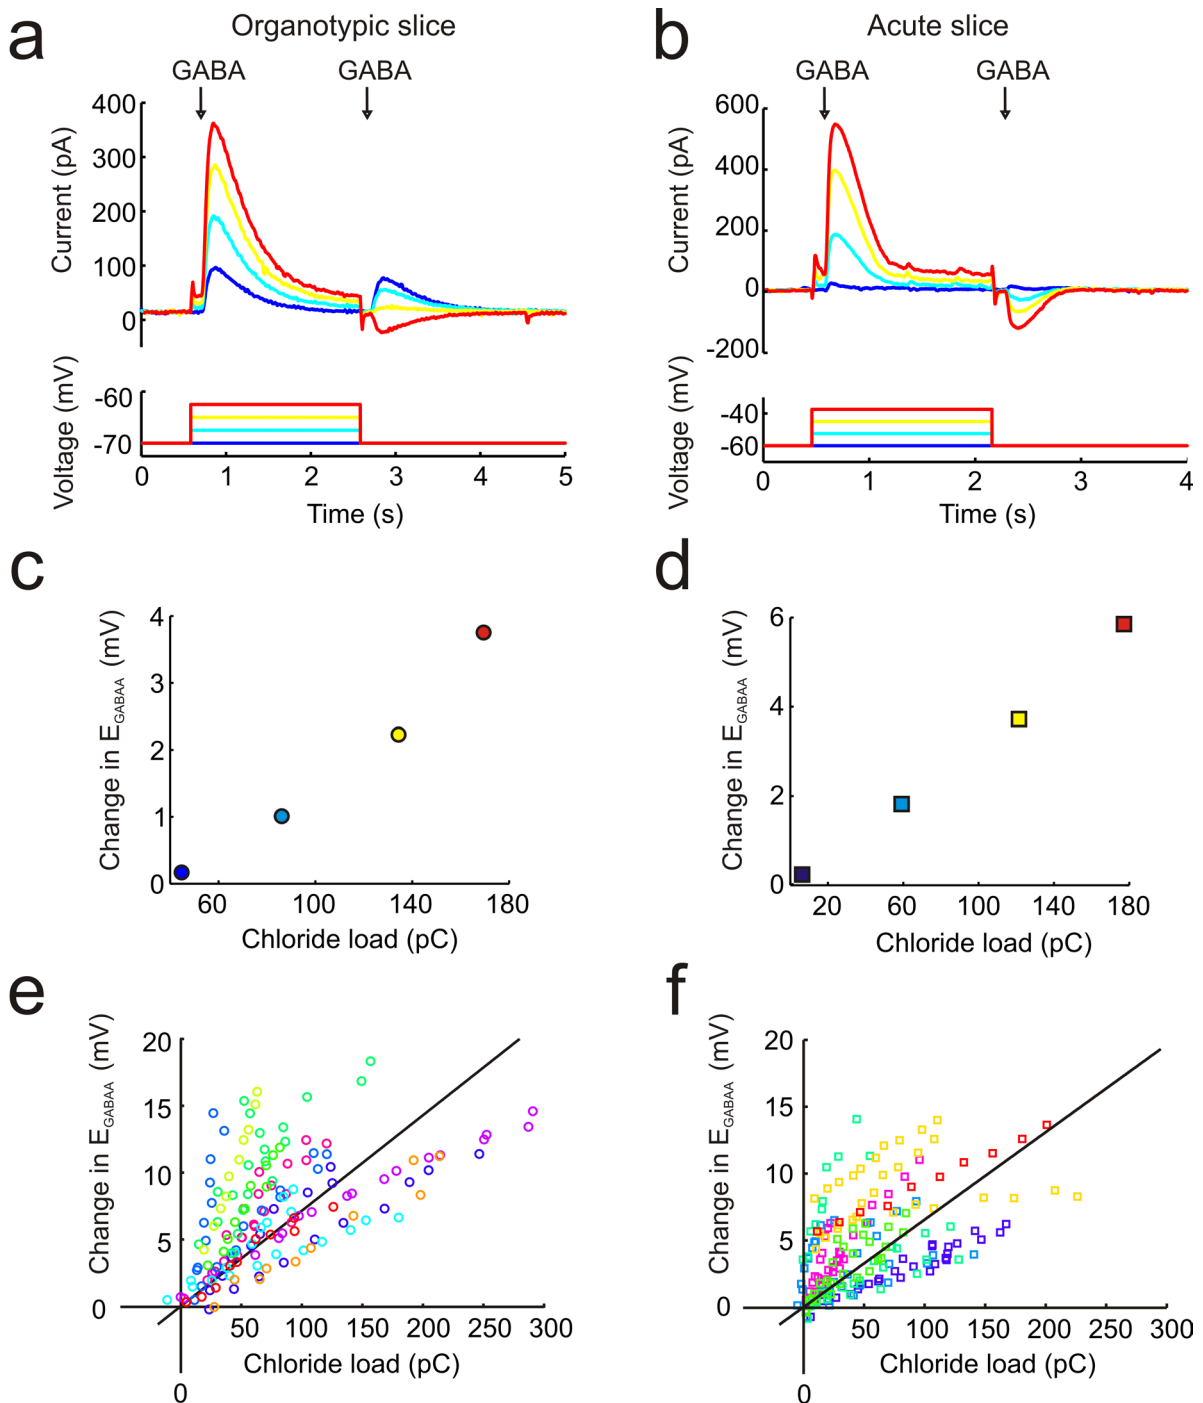 a
Organotypic slice
b
Acute slice
GABA
GABA
GABA
GABA
Current (pA)
400
300
200
100
0
Current (pA)
600
400
200
0
-200
Voltage (mV)
-60
-70
0
1
2
3
4
5
Time (s)
Voltage (mV)
-40
-60
0
1
2
3
4
Time (s)
c
Change in EGABAA (mV)
4
3
2
1
0
60
100
140
180
Chloride load (pC)
d
Change in EGABAA (mV)
6
4
2
0
20
60
100
140
180
Chloride load (pC)
e
Change in EGABAA (mV)
20
15
10
5
0
50
100
150
200
250
300
Chloride load (pC)
0
f
Change in EGABAA (mV)
20
15
10
5
0
50
100
150
200
250
300
Chloride load (pC)
0